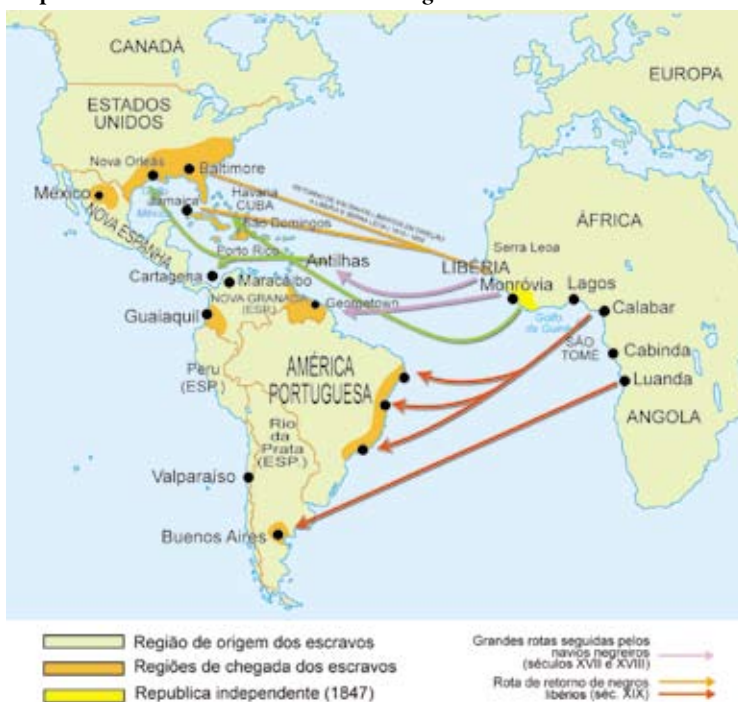 CANADÁ
EUROPA
ESTADOS
UNIDOS
Nova Orleãs
Baltimore
México
NOVA ESPANHA
Havana
CUBA
Jamaica
São Domingos
Porto Rico
Antilhas
Cartagena
Maracaibo
NOVA GRANADA
(ESP.)
Georgetown
Guaiaquil
Peru
(ESP.)
AMÉRICA
PORTUGUESA
Rio
da
Prata
(ESP.)
Valparaíso
Buenos Aires
ÁFRICA
Serra Leoa
LIBÉRIA
Monróvia
Lagos
Calabar
Golfo
da Guiné
SÃO
TOMÉ
Cabinda
Luanda
ANGOLA
Região de origem dos escravos
Regiões de chegada dos escravos
Republica independente (1847)
Grandes rotas seguidas pelos
navios negreiros
(séculos XVII e XVIII)
Rota de retorno de negros
libérios (séc. XIX)